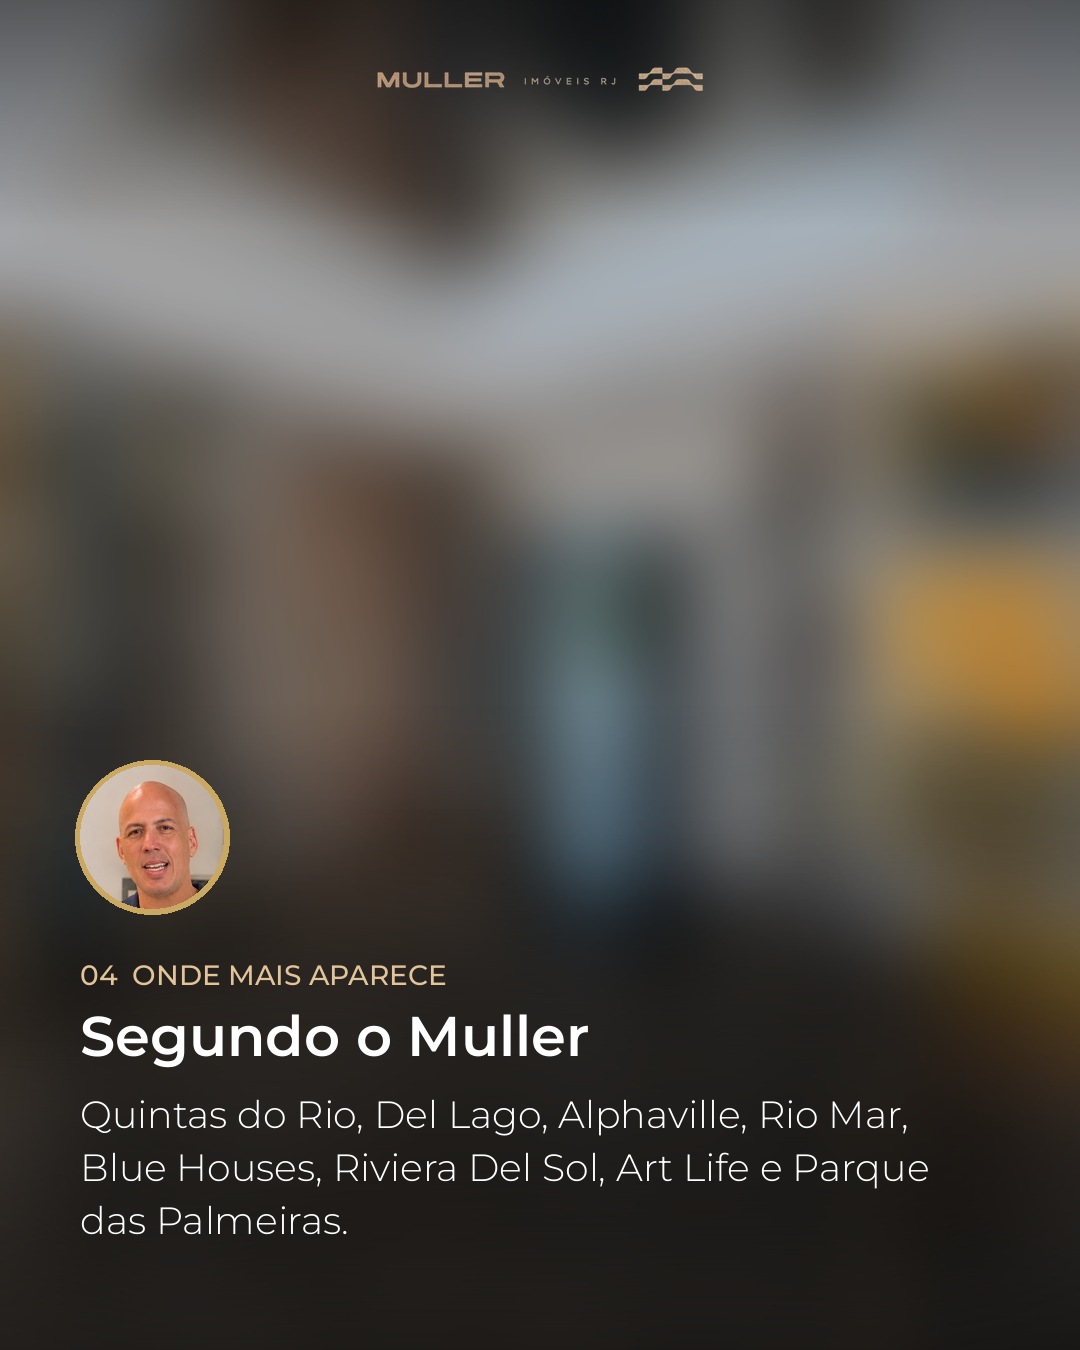 MULLER IMÓVEIS RJ
04 ONDE MAIS APARECE
Segundo o Muller
Quintas do Rio, Del Lago, Alphaville, Rio Mar,
Blue Houses, Riviera Del Sol, Art Life e Parque
das Palmeiras.